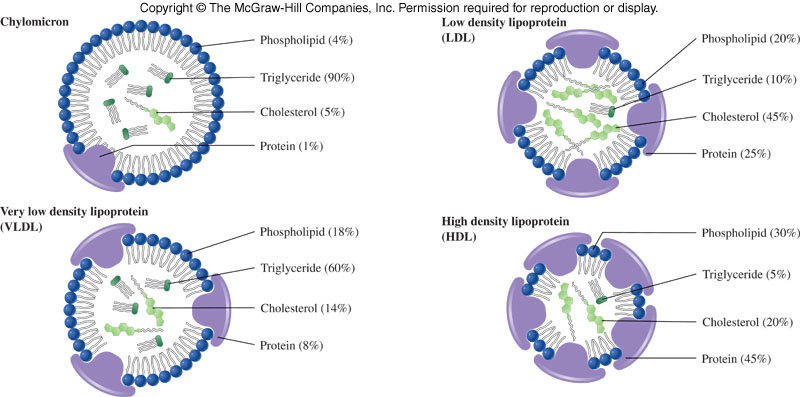 Copyright © The McGraw-Hill Companies, Inc. Permission required for reproduction or display.
Chylomicron
Phospholipid (4%)
Triglyceride (90%)
Cholesterol (5%)
Protein (1%)
Low density lipoprotein
(LDL)
Phospholipid (20%)
Triglyceride (10%)
Cholesterol (45%)
Protein (25%)
Very low density lipoprotein
(VLDL)
Phospholipid (18%)
Triglyceride (60%)
Cholesterol (14%)
Protein (8%)
High density lipoprotein
(HDL)
Phospholipid (30%)
Triglyceride (5%)
Cholesterol (20%)
Protein (45%)